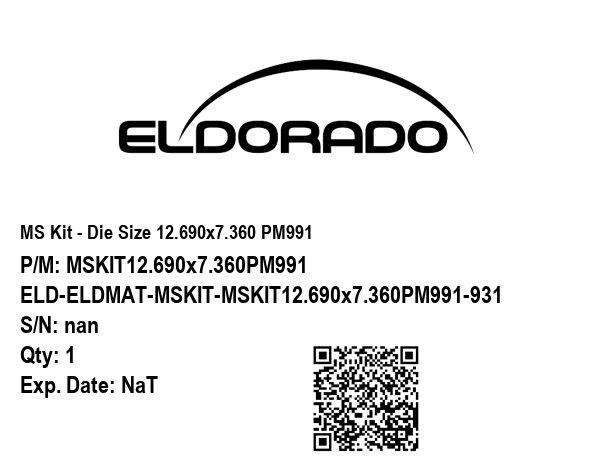 ELDORADO
MS Kit - Die Size 12.690x7.360 PM991
P/M: MSKIT12.690x7.360PM991
ELD-ELDMAT-MSKIT-MSKIT12.690x7.360PM991-931
S/N: nan
Qty: 1
Exp. Date: NaT